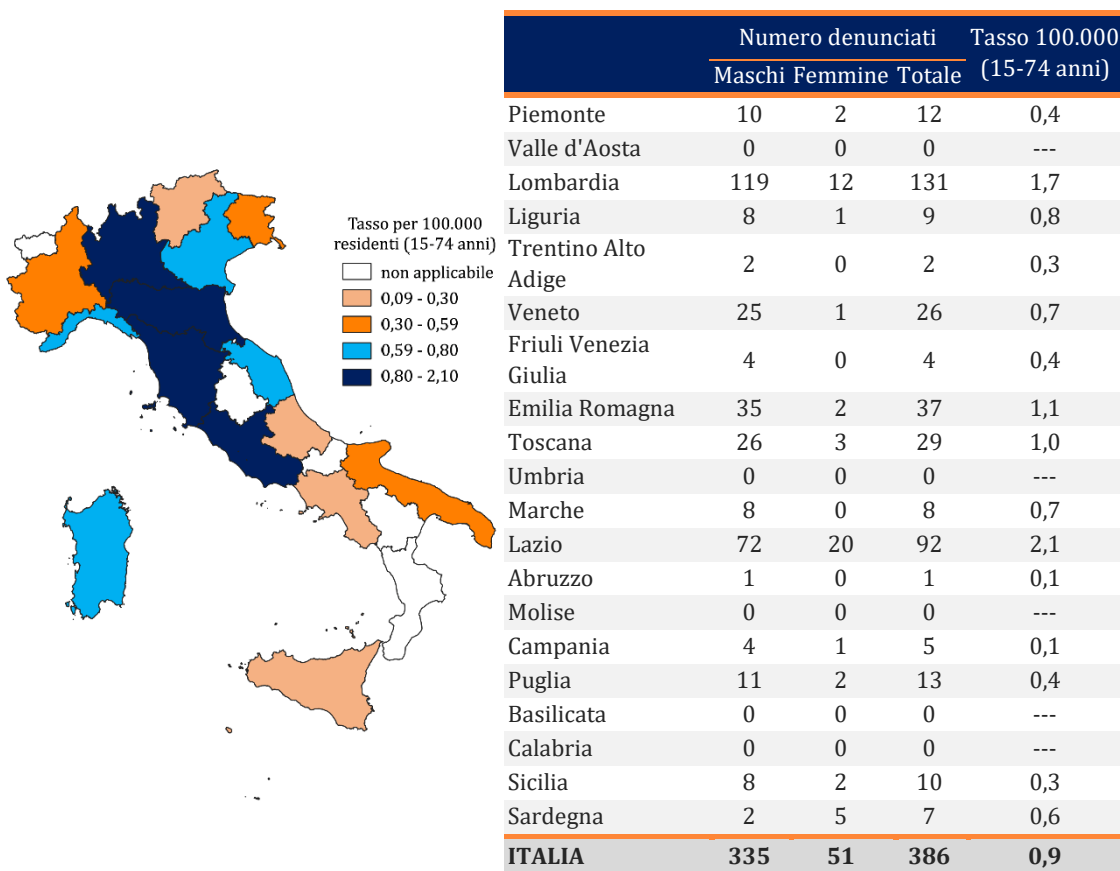 Tasso per 100.000
residenti (15-74 anni)
non applicabile
0,09 - 0,30
0,30 - 0,59
0,59 - 0,80
0,80 - 2,10
Numero denunciati Tasso 100.000
Maschi Femmine Totale (15-74 anni)
Piemonte 10 2 12 0,4
Valle d'Aosta 0 0 0 ---
Lombardia 119 12 131 1,7
Liguria 8 1 9 0,8
Trentino Alto
Adige 2 0 2 0,3
Veneto 25 1 26 0,7
Friuli Venezia
Giulia 4 0 4 0,4
Emilia Romagna 35 2 37 1,1
Toscana 26 3 29 1,0
Umbria 0 0 0 ---
Marche 8 0 8 0,7
Lazio 72 20 92 2,1
Abruzzo 1 0 1 0,1
Molise 0 0 0 ---
Campania 4 1 5 0,1
Puglia 11 2 13 0,4
Basilicata 0 0 0 ---
Calabria 0 0 0 ---
Sicilia 8 2 10 0,3
Sardegna 2 5 7 0,6
ITALIA 335 51 386 0,9